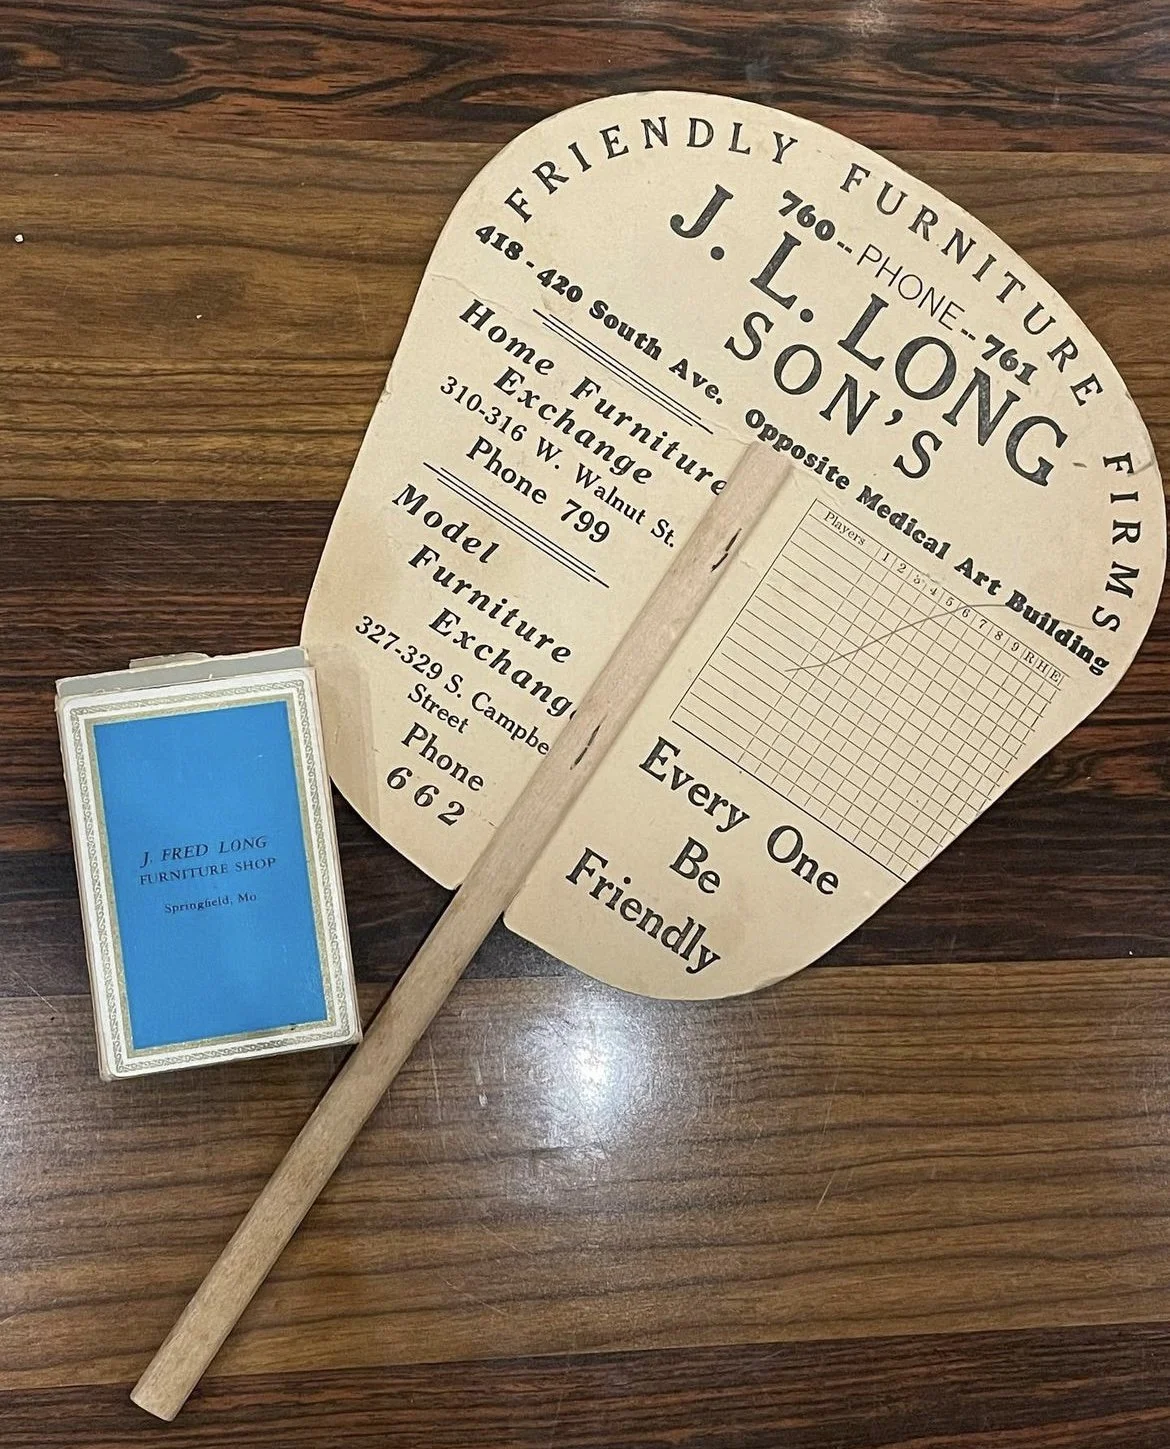 FRIENDLY FURNITURE FIRMS
760--PHONE--761
J. L. LONG
SON'S
418-420 South Ave. Opposite Medical Art Building
Home Furniture
Exchange
310-316 W. Walnut St.
Phone 799
Model
Furniture
Exchang
327-329 S. Campbe
Street
Phone
662
Players 1 2 3 4 5 6 7 8 9 R H E
Every One
Be
Friendly
J. FRED LONG
FURNITURE SHOP
Springfield, Mo